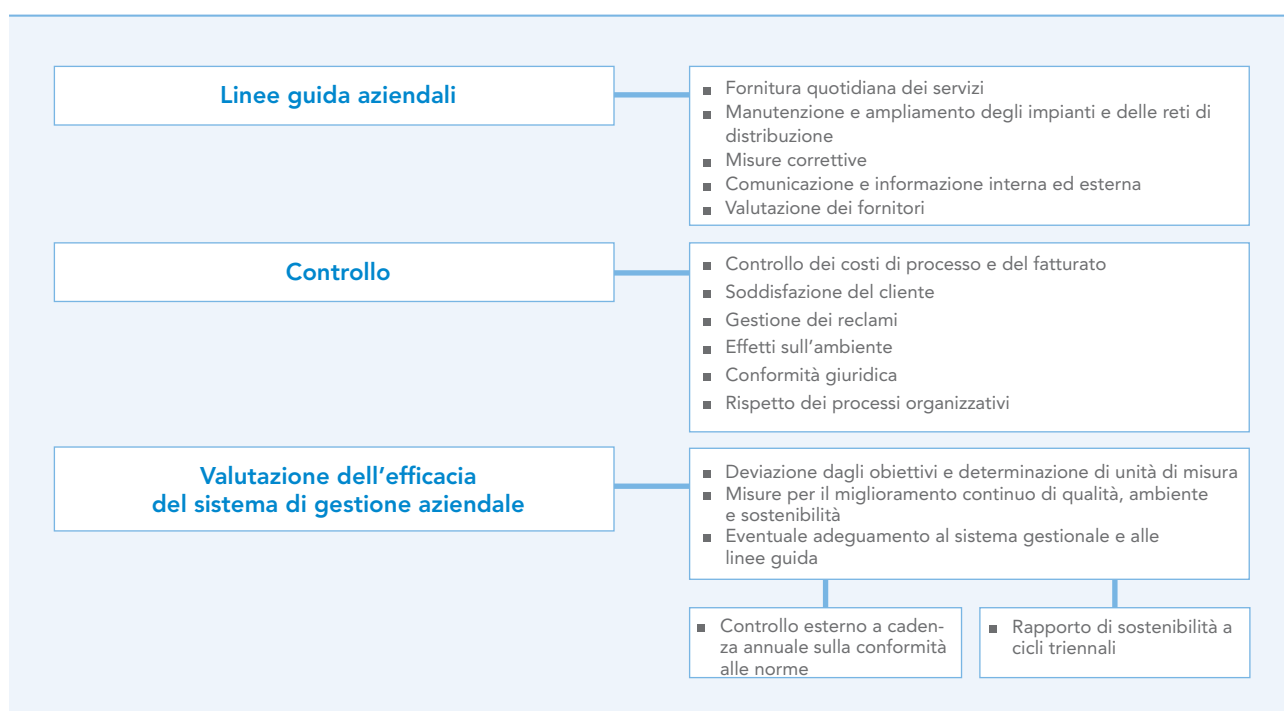 Linee guida aziendali
■ Fornitura quotidiana dei servizi
■ Manutenzione e ampliamento degli impianti e delle reti di
distribuzione
■ Misure correttive
■ Comunicazione e informazione interna ed esterna
■ Valutazione dei fornitori
Controllo
■ Controllo dei costi di processo e del fatturato
■ Soddisfazione del cliente
■ Gestione dei reclami
■ Effetti sull’ambiente
■ Conformità giuridica
■ Rispetto dei processi organizzativi
Valutazione dell’efficacia
del sistema di gestione aziendale
■ Deviazione dagli obiettivi e determinazione di unità di misura
■ Misure per il miglioramento continuo di qualità, ambiente
e sostenibilità
■ Eventuale adeguamento al sistema gestionale e alle
linee guida
■ Controllo esterno a caden-
za annuale sulla conformità
alle norme
■ Rapporto di sostenibilità a
cicli triennali